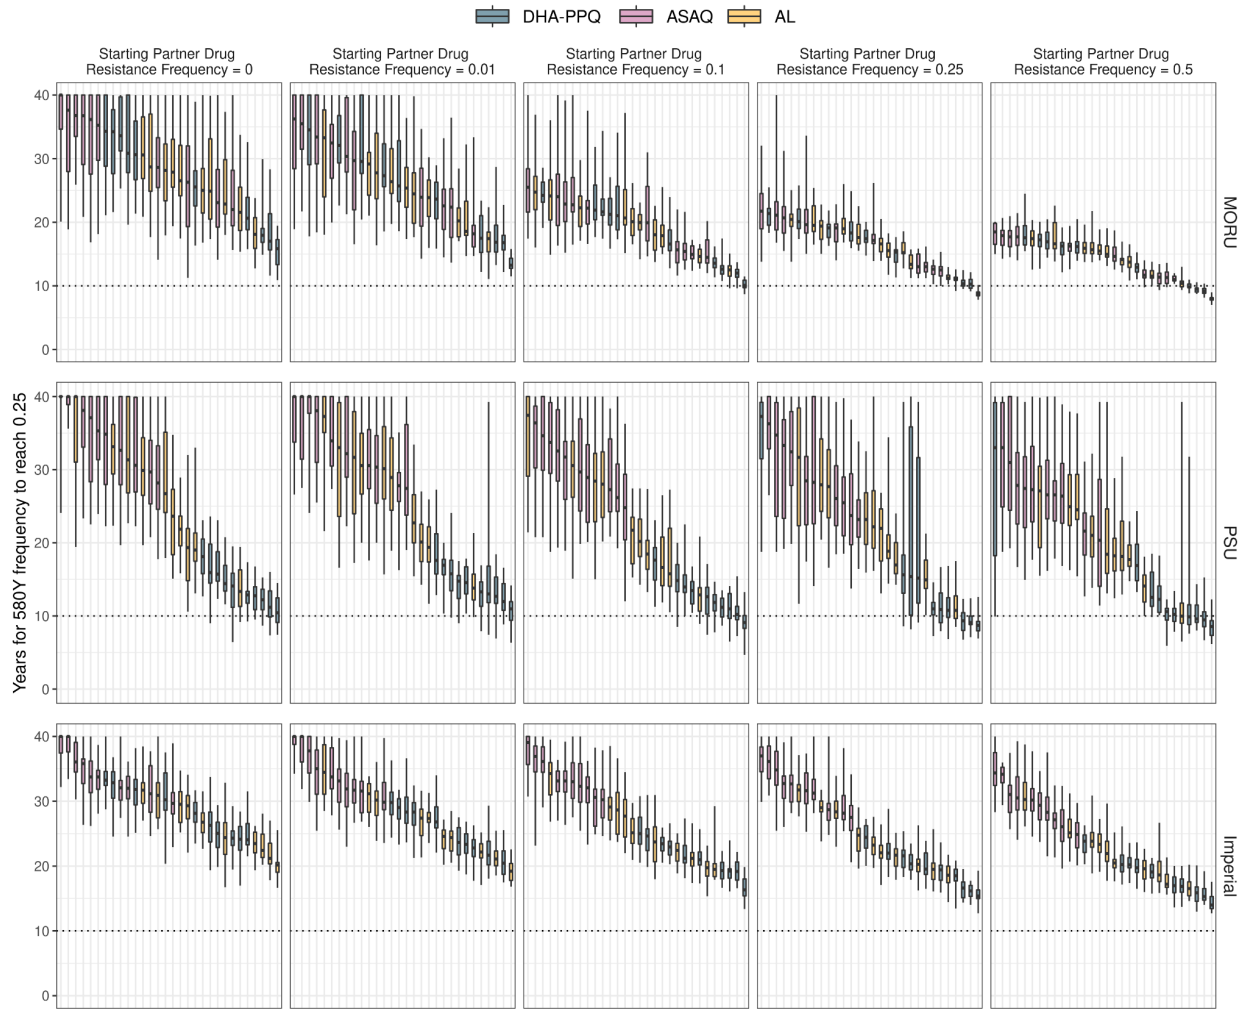 DHA-PPQ ASAQ AL
Starting Partner Drug
Resistance Frequency = 0
Starting Partner Drug
Resistance Frequency = 0.01
Starting Partner Drug
Resistance Frequency = 0.1
Starting Partner Drug
Resistance Frequency = 0.25
Starting Partner Drug
Resistance Frequency = 0.5
Years for 580Y frequency to reach 0.25
40
30
20
10
0
MORU
40
30
20
10
0
PSU
40
30
20
10
0
Imperial